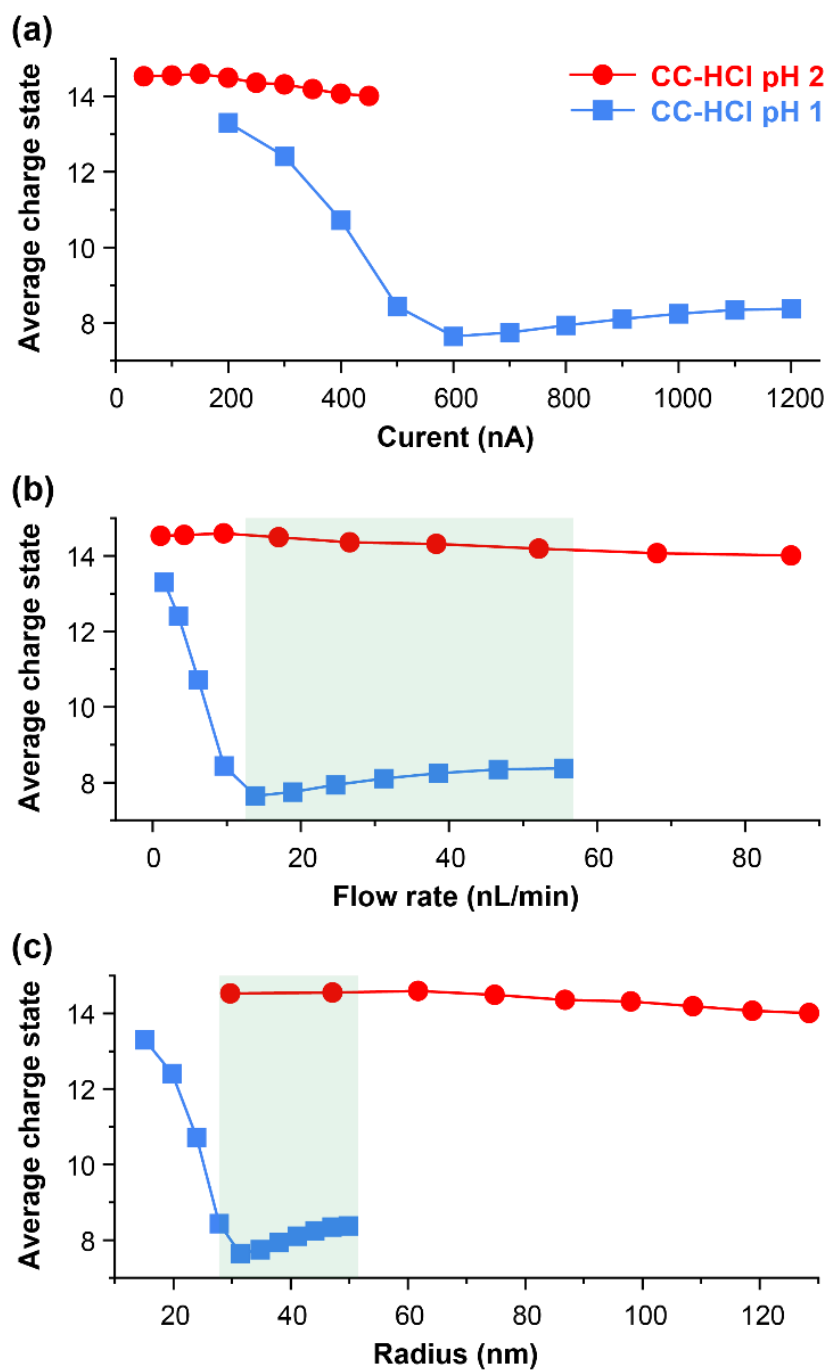 (a)
Average charge state
14
12
10
8
CC-HCl pH 2
CC-HCl pH 1
0 200 400 600 800 1000 1200
Curent (nA)
(b)
Average charge state
14
12
10
8
0 20 40 60 80
Flow rate (nL/min)
(c)
Average charge state
14
12
10
8
20 40 60 80 100 120
Radius (nm)